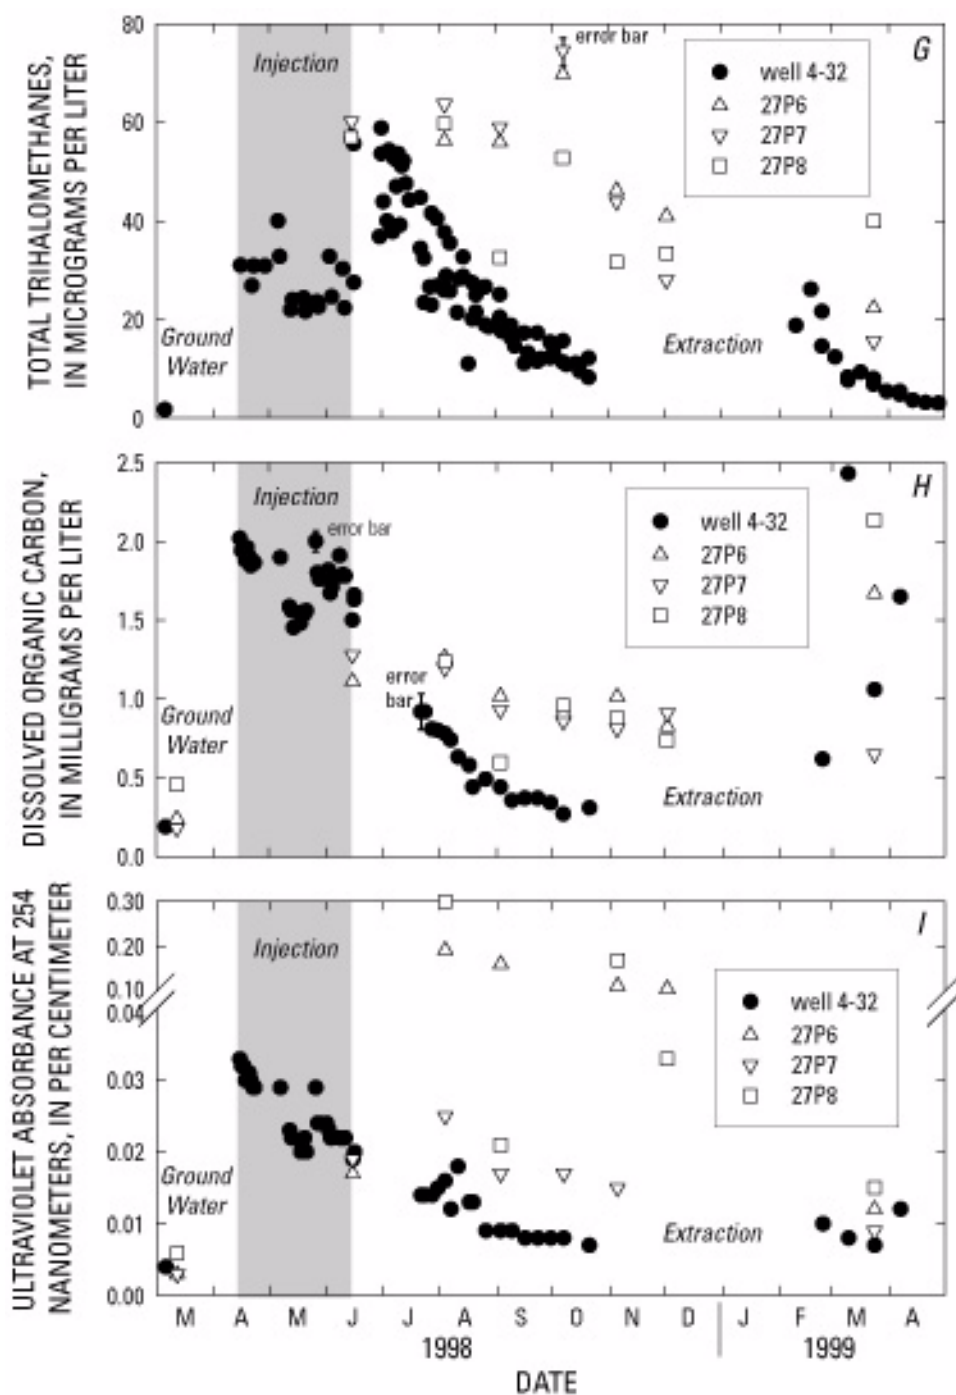 TOTAL TRIHALOMETHANES,
IN MICROGRAMS PER LITER
80
60
40
20
0
Injection
Ground
Water
Extraction
error bar
G
well 4-32
27P6
27P7
27P8
DISSOLVED ORGANIC CARBON,
IN MILLIGRAMS PER LITER
2.5
2.0
1.5
1.0
0.5
0.0
Injection
error bar
Ground
Water
error
bar
Extraction
H
well 4-32
27P6
27P7
27P8
ULTRAVIOLET ABSORBANCE AT 254
NANOMETERS, IN PER CENTIMETER
0.30
0.20
0.10
0.04
0.03
0.02
0.01
0.00
Injection
Ground
Water
Extraction
I
well 4-32
27P6
27P7
27P8
M A M J J A S O N D J F M A
1998 1999
DATE